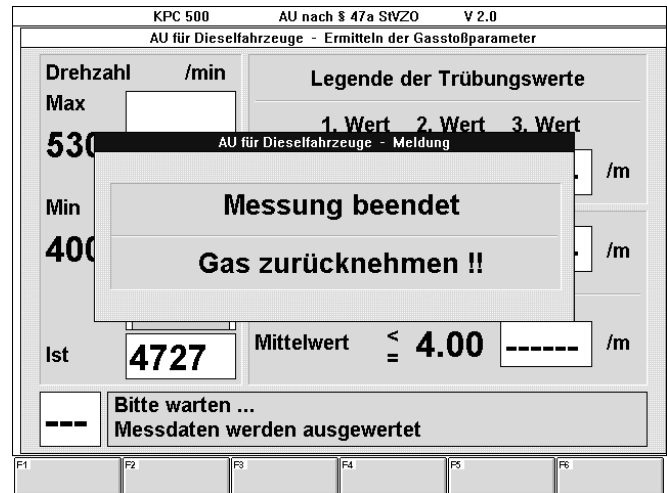 KPC 500 AU nach § 47a StVZO V 2.0
AU für Dieselfahrzeuge - Ermitteln der Gasstoßparameter
Drehzahl /min
Legende der Trübungswerte
Max
1. Wert 2. Wert 3. Wert
530
AU für Dieselfahrzeuge - Meldung
/m
Messung beendet
Min
400
/m
Gas zurücknehmen !!
Ist 4727
Mittelwert <= 4.00 ------ /m
--- Bitte warten ...
Messdaten werden ausgewertet
F1 F2 F3 F4 F5 F6